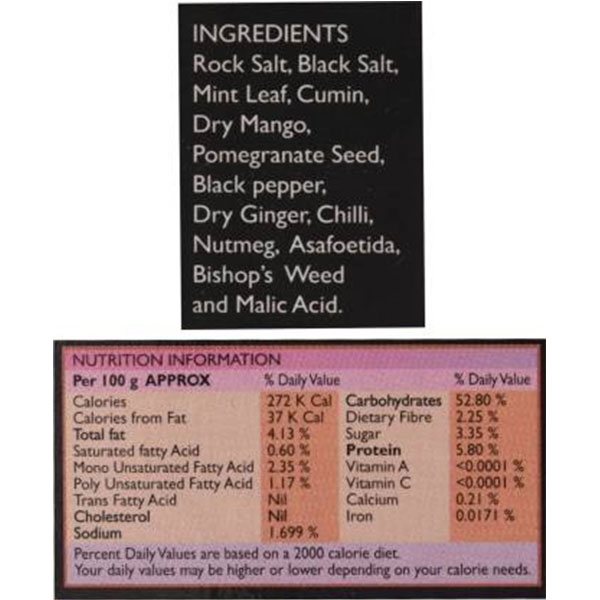 INGREDIENTS
Rock Salt, Black Salt,
Mint Leaf, Cumin,
Dry Mango,
Pomegranate Seed,
Black pepper,
Dry Ginger, Chilli,
Nutmeg, Asafoetida,
Bishop's Weed
and Malic Acid.
NUTRITION INFORMATION
Per 100 g APPROX % Daily Value % Daily Value
Calories 272 K Cal Carbohydrates 52.80 %
Calories from Fat 37 K Cal Dietary Fibre 2.25 %
Total fat 4.13 % Sugar 3.35 %
Saturated fatty Acid 0.60 % Protein 5.80 %
Mono Unsaturated Fatty Acid 2.35 % Vitamin A <0.0001 %
Poly Unsaturated Fatty Acid 1.17 % Vitamin C <0.0001 %
Trans Fatty Acid Nil Calcium 0.21 %
Cholesterol Nil Iron 0.0171 %
Sodium 1.699 %
Percent Daily Values are based on a 2000 calorie diet.
Your daily values may be higher or lower depending on your calorie needs.